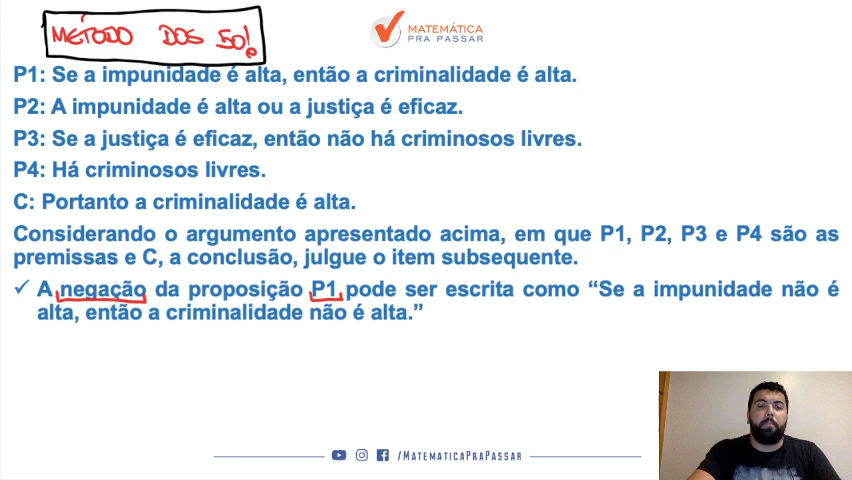 MÉTODO DOS 50!
MATEMÁTICA
PRA PASSAR
P1: Se a impunidade é alta, então a criminalidade é alta.
P2: A impunidade é alta ou a justiça é eficaz.
P3: Se a justiça é eficaz, então não há criminosos livres.
P4: Há criminosos livres.
C: Portanto a criminalidade é alta.
Considerando o argumento apresentado acima, em que P1, P2, P3 e P4 são as
premissas e C, a conclusão, julgue o item subsequente.
✓ A negação da proposição P1 pode ser escrita como “Se a impunidade não é
alta, então a criminalidade não é alta.”
/MATEMATICAPRAPASSAR